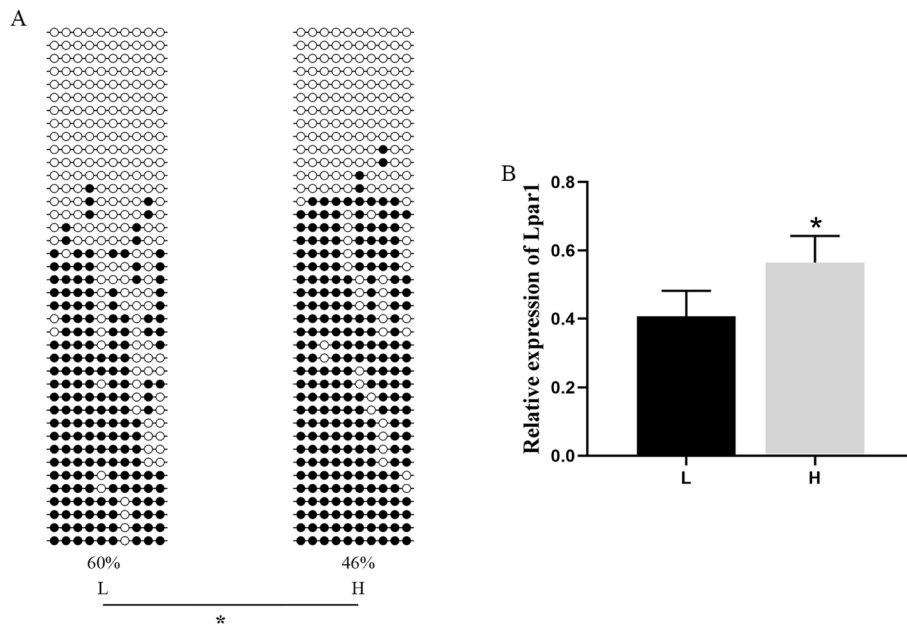 A
60%
46%
L
H
*
B
Relative expression of Lpar1
0.8
0.6
0.4
0.2
0.0
*
L
H